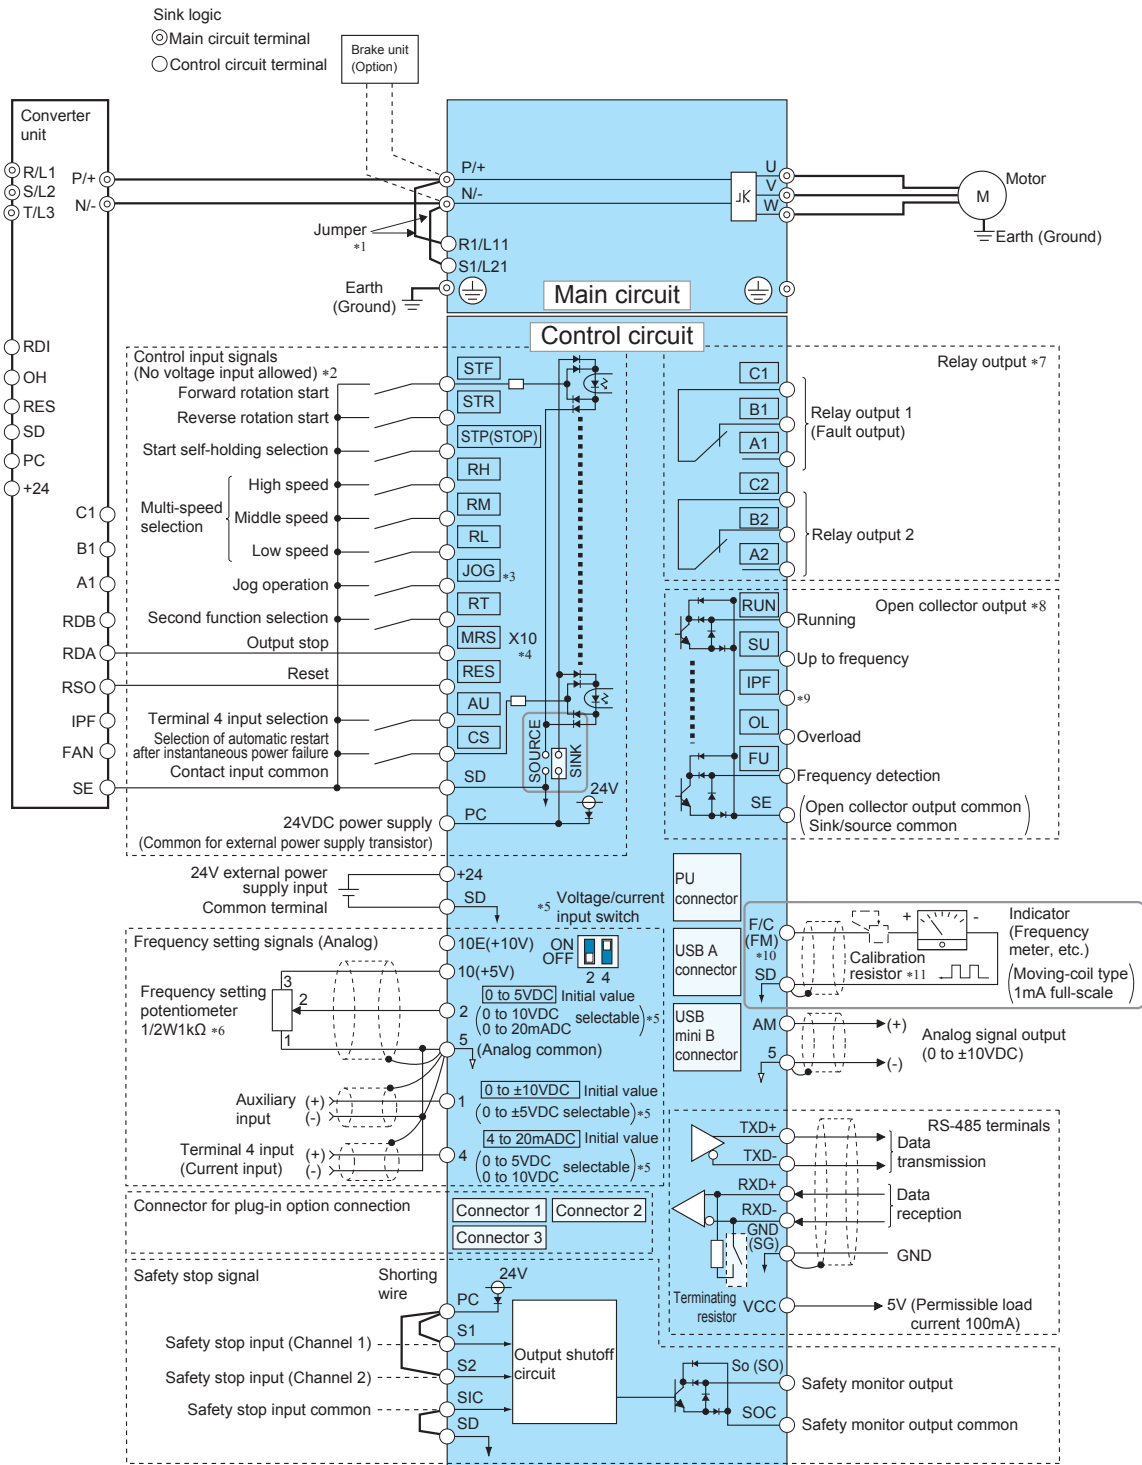 Sink logic
Main circuit terminal
Control circuit terminal
Brake unit
(Option)
Converter
unit
R/L1
S/L2
T/L3
P/+
N/-
P/+
N/-
Jumper
*1
R1/L11
S1/L21
Earth
(Ground)
Main circuit
U
V
W
M
Motor
Earth (Ground)
Control circuit
RDI
OH
RES
SD
PC
+24
C1
B1
A1
RDB
RDA
RSO
IPF
FAN
SE
Control input signals
(No voltage input allowed) *2
Forward rotation start
Reverse rotation start
Start self-holding selection
Multi-speed
selection
High speed
Middle speed
Low speed
Jog operation
Second function selection
Output stop
Reset
Terminal 4 input selection
Selection of automatic restart
after instantaneous power failure
Contact input common
24VDC power supply
(Common for external power supply transistor)
STF
STR
STP(STOP)
RH
RM
RL
JOG *3
RT
MRS X10
*4
RES
AU
CS
SD
PC
SOURCE
SINK
24V
Relay output *7
C1
B1
A1
Relay output 1
(Fault output)
C2
B2
A2
Relay output 2
Open collector output *8
RUN
Running
SU
Up to frequency
IPF
*9
OL
Overload
FU
Frequency detection
SE
(Open collector output common
Sink/source common)
24V external power
supply input
Common terminal
+24
SD
*5 Voltage/current
input switch
ON
OFF
2 4
Frequency setting signals (Analog)
Frequency setting
potentiometer
1/2W1kΩ *6
3
2
1
10E(+10V)
10(+5V)
2
0 to 5VDC Initial value
(0 to 10VDC
0 to 20mADC selectable) *5
5
(Analog common)
Auxiliary
input
(+)
(-)
1
0 to ±10VDC Initial value
(0 to ±5VDC selectable) *5
Terminal 4 input
(Current input)
(+)
(-)
4
4 to 20mADC Initial value
(0 to 5VDC
0 to 10VDC selectable) *5
PU
connector
USB A
connector
USB
mini B
connector
F/C
(FM)
*10
SD
+ -
Calibration
resistor *11
Indicator
(Frequency
meter, etc.)
(Moving-coil type
1mA full-scale)
AM
5
(+)
(-)
Analog signal output
(0 to ±10VDC)
RS-485 terminals
TXD+
TXD-
Data
transmission
RXD+
RXD-
Data
reception
GND
(SG)
GND
Terminating
resistor
VCC
5V (Permissible load
current 100mA)
Connector for plug-in option connection
Connector 1
Connector 2
Connector 3
Safety stop signal
Shorting
wire
24V
PC
S1
S2
SIC
SD
Safety stop input (Channel 1)
Safety stop input (Channel 2)
Safety stop input common
Output shutoff
circuit
So (SO)
SOC
Safety monitor output
Safety monitor output common